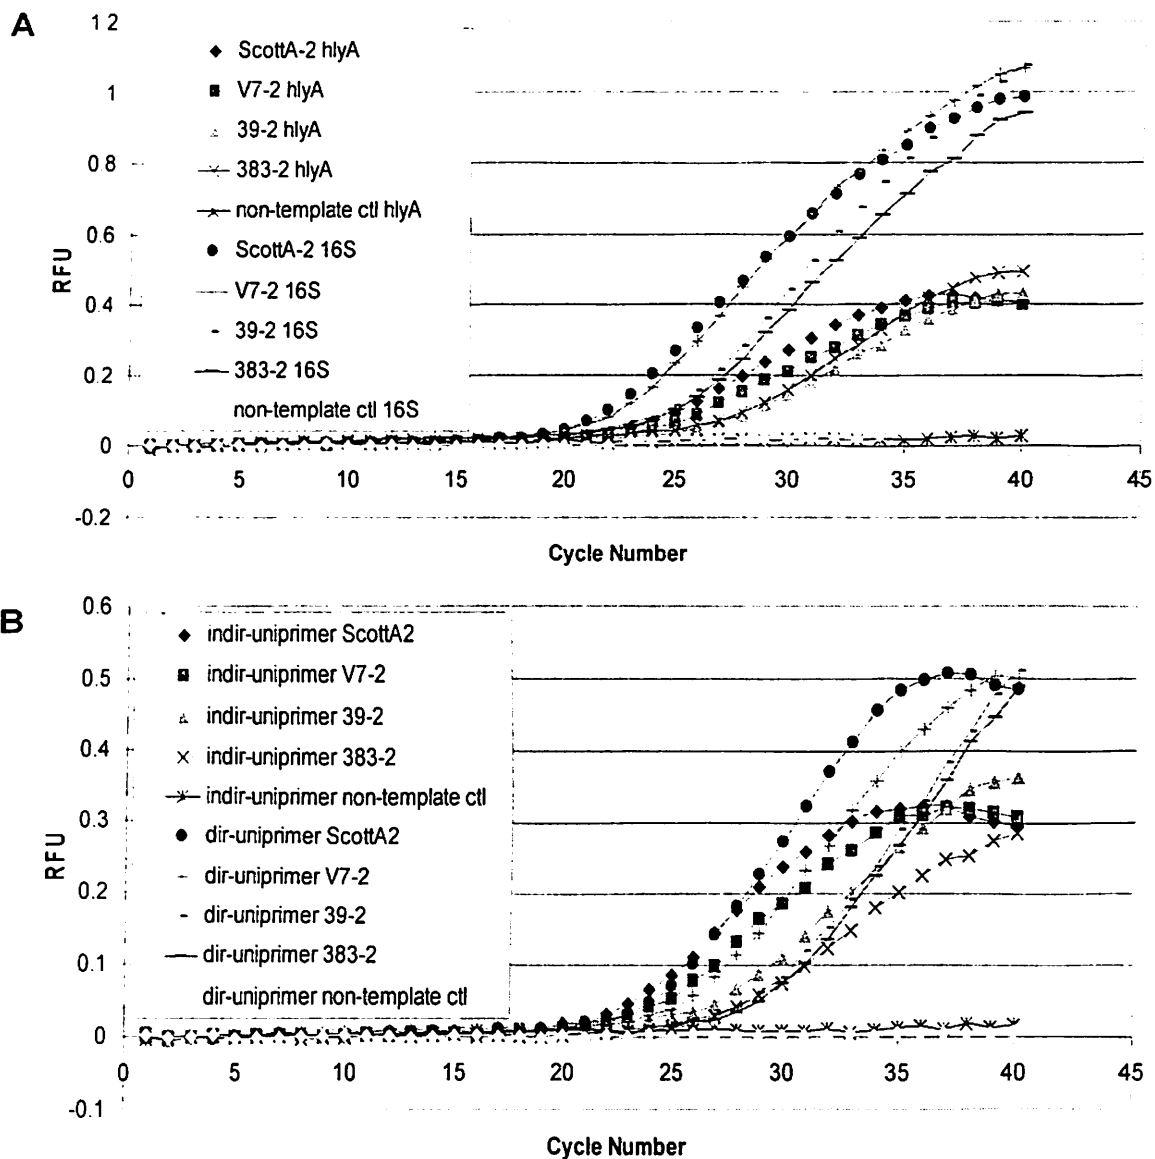 A
1 2
ScottA-2 hlyA
V7-2 hlyA
39-2 hlyA
383-2 hlyA
non-template ctl hlyA
ScottA-2 16S
V7-2 16S
39-2 16S
383-2 16S
non-template ctl 16S
1
0.8
0.6
0.4
0.2
0
-0.2
RFU
0 5 10 15 20 25 30 35 40 45
Cycle Number
B
0.6
0.5
0.4
0.3
0.2
0.1
0
-0.1
RFU
indir-uniprimer ScottA2
indir-uniprimer V7-2
indir-uniprimer 39-2
indir-uniprimer 383-2
indir-uniprimer non-template ctl
dir-uniprimer ScottA2
dir-uniprimer V7-2
dir-uniprimer 39-2
dir-uniprimer 383-2
dir-uniprimer non-template ctl
0 5 10 15 20 25 30 35 40 45
Cycle Number